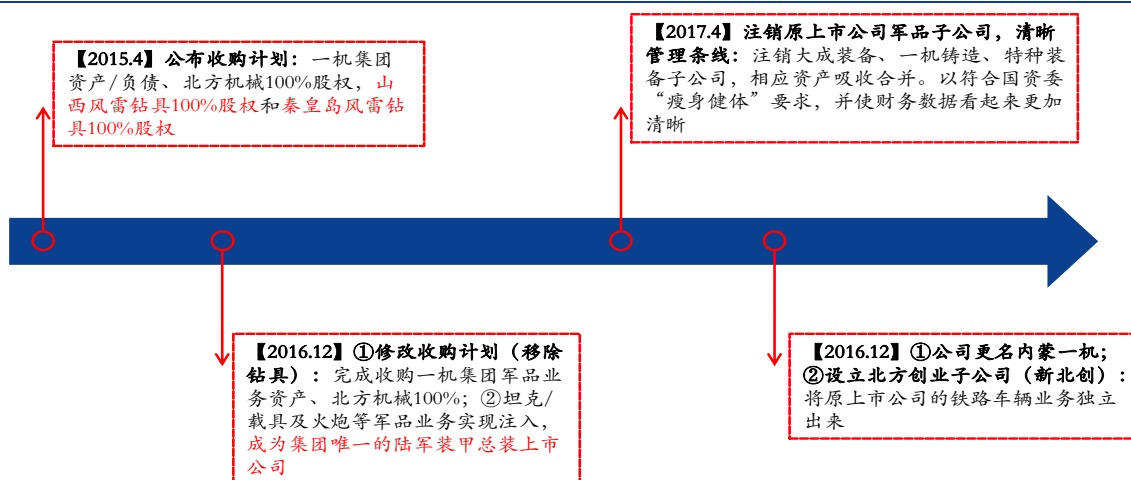 【2015.4】公布收购计划：一机集团
资产/负债、北方机械100%股权，山
西风雷钻具100%股权和秦皇岛风雷钻
具100%股权
【2017.4】注销原上市公司军品子公司，清晰
管理条线：注销大成装备、一机铸造、特种装
备子公司，相应资产吸收合并。以符合国资委
“瘦身健体”要求，并使财务数据看起来更加
清晰
【2016.12】①修改收购计划（移除
钻具）：完成收购一机集团军品业
务资产、北方机械100%；②坦克/
载具及火炮等军品业务实现注入，
成为集团唯一的陆军装甲总装上市
公司
【2016.12】①公司更名内蒙一机；
②设立北方创业子公司（新北创）：
将原上市公司的铁路车辆业务独立
出来